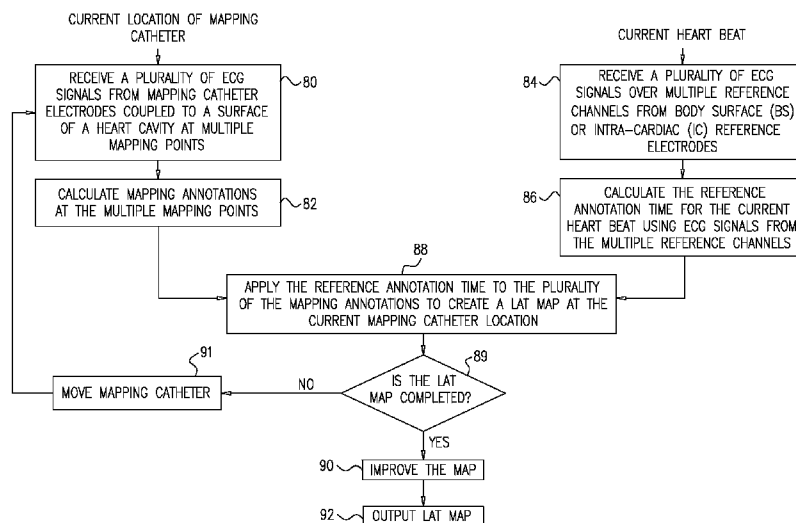 CURRENT LOCATION OF MAPPING
CATHETER
RECEIVE A PLURALITY OF ECG
SIGNALS FROM MAPPING CATHETER
ELECTRODES COUPLED TO A SURFACE
OF A HEART CAVITY AT MULTIPLE
MAPPING POINTS
80
CALCULATE MAPPING ANNOTATIONS
AT THE MULTIPLE MAPPING POINTS
82
CURRENT HEART BEAT
84
RECEIVE A PLURALITY OF ECG
SIGNALS OVER MULTIPLE REFERENCE
CHANNELS FROM BODY SURFACE (BS)
OR INTRA-CARDIAC (IC) REFERENCE
ELECTRODES
86
CALCULATE THE REFERENCE
ANNOTATION TIME FOR THE CURRENT
HEART BEAT USING ECG SIGNALS FROM
THE MULTIPLE REFERENCE CHANNELS
88
APPLY THE REFERENCE ANNOTATION TIME TO THE PLURALITY
OF THE MAPPING ANNOTATIONS TO CREATE A LAT MAP AT THE
CURRENT MAPPING CATHETER LOCATION
89
IS THE LAT
MAP COMPLETED?
NO
91
MOVE MAPPING CATHETER
YES
90
IMPROVE THE MAP
92
OUTPUT LAT MAP